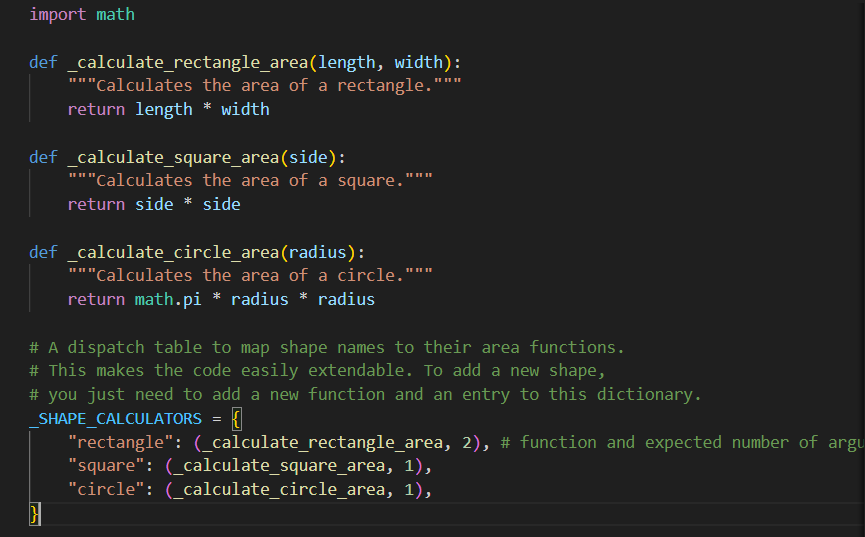 import math
def _calculate_rectangle_area(length, width):
"""Calculates the area of a rectangle."""
return length * width
def _calculate_square_area(side):
"""Calculates the area of a square."""
return side * side
def _calculate_circle_area(radius):
"""Calculates the area of a circle."""
return math.pi * radius * radius
# A dispatch table to map shape names to their area functions.
# This makes the code easily extendable. To add a new shape,
# you just need to add a new function and an entry to this dictionary.
_SHAPE_CALCULATORS = {
"rectangle": (_calculate_rectangle_area, 2), # function and expected number of argu
"square": (_calculate_square_area, 1),
"circle": (_calculate_circle_area, 1),
}